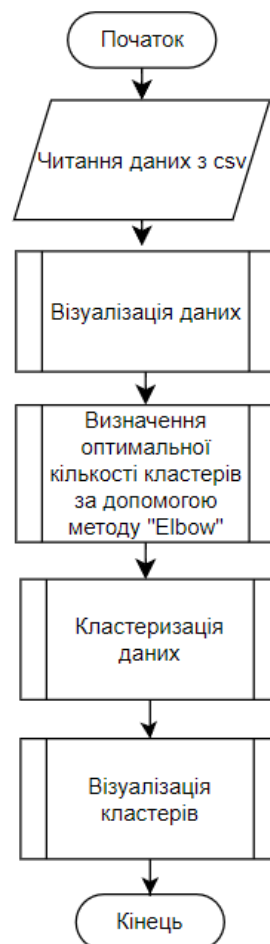 Початок
Читання даних з csv
Візуалізація даних
Визначення
оптимальної
кількості кластерів
за допомогою
методу "Elbow"
Кластеризація
даних
Візуалізація
кластерів
Кінець